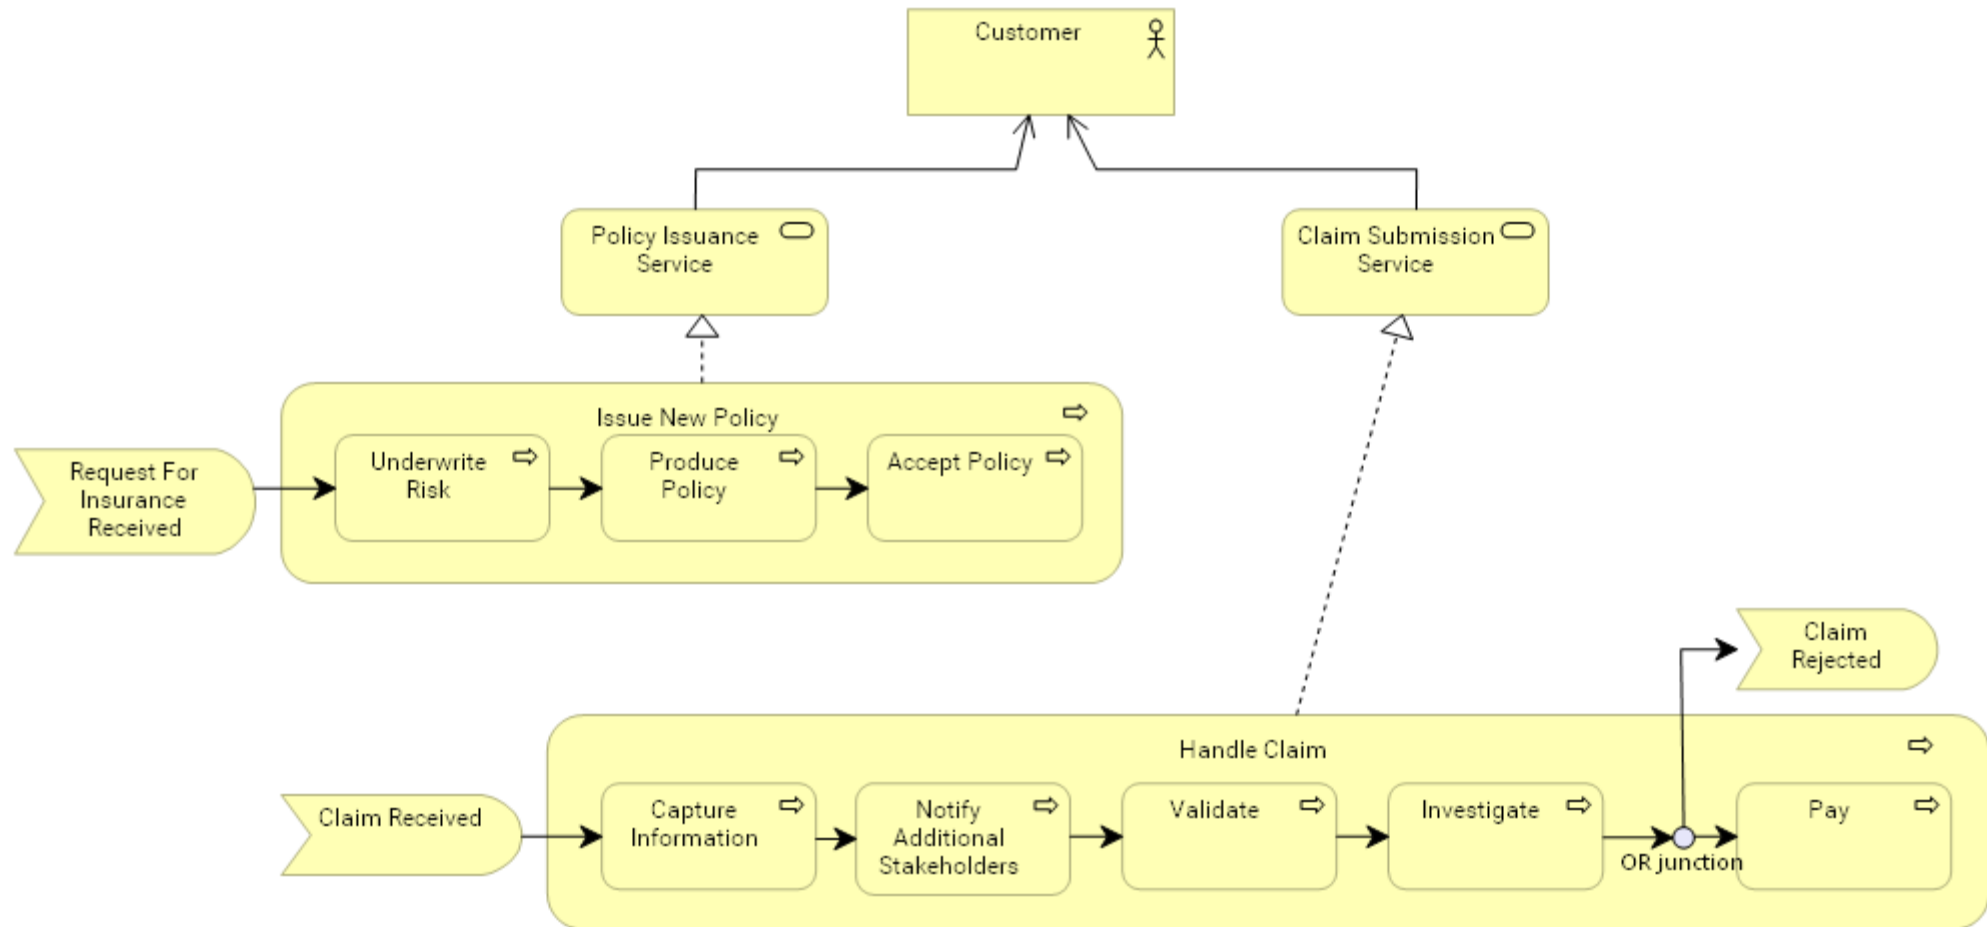 Customer
Policy Issuance
Service
Claim Submission
Service
Issue New Policy
Request For
Insurance
Received
Underwrite
Risk
Produce
Policy
Accept Policy
Claim
Rejected
Handle Claim
Claim Received
Capture
Information
Notify
Additional
Stakeholders
Validate
Investigate
OR junction
Pay